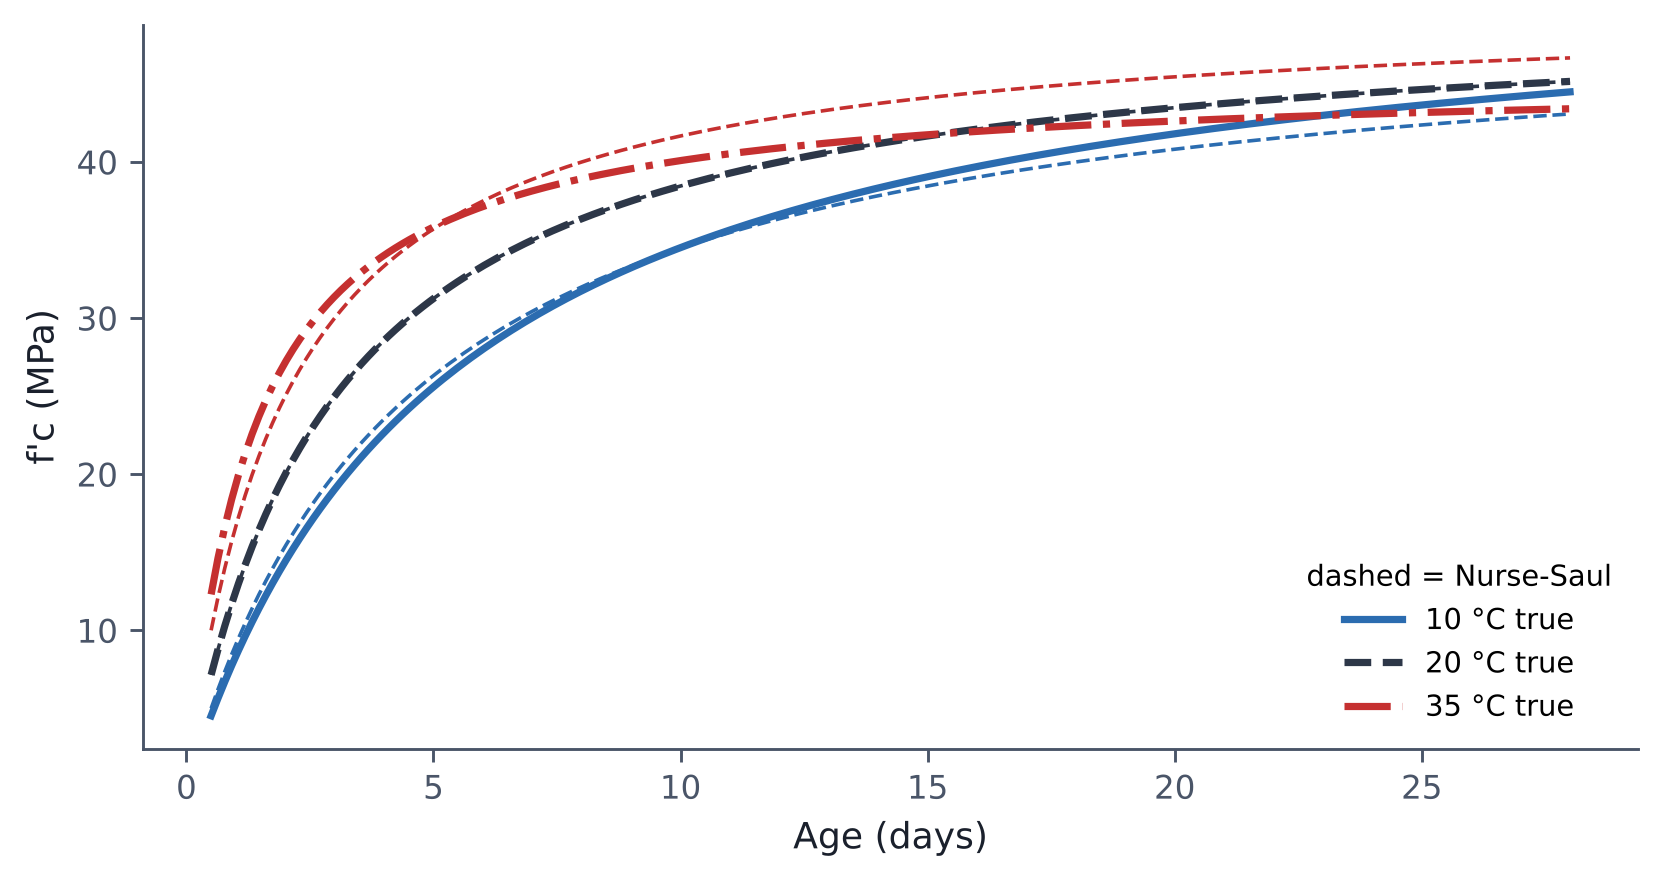 f'c (MPa)
40
30
20
10
dashed = Nurse-Saul
10 °C true
20 °C true
35 °C true
0 5 10 15 20 25
Age (days)